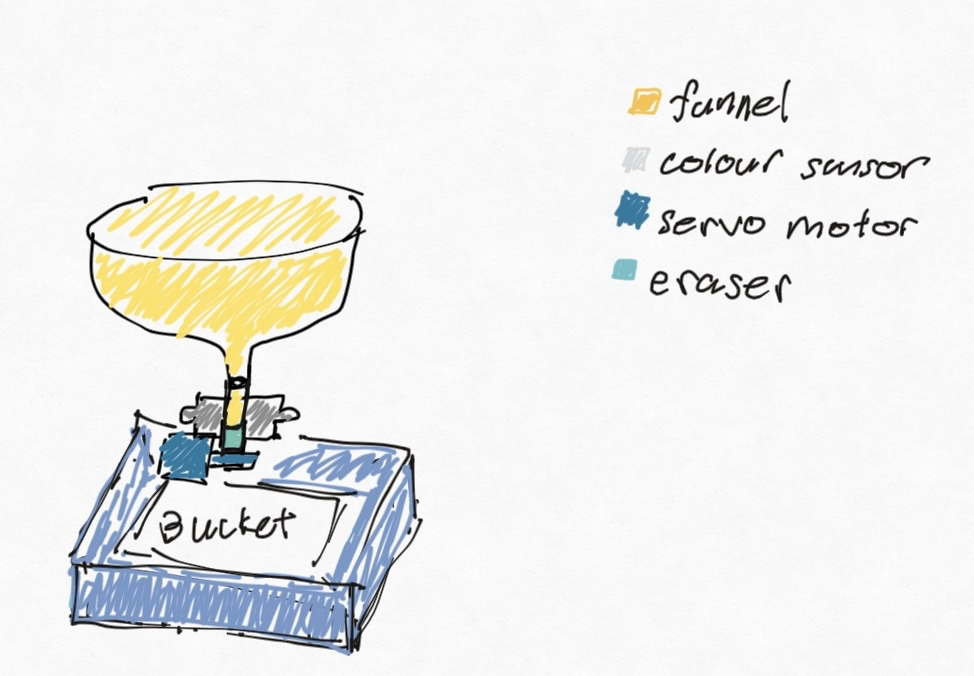 funnel
colour sensor
servo motor
eraser
Bucket